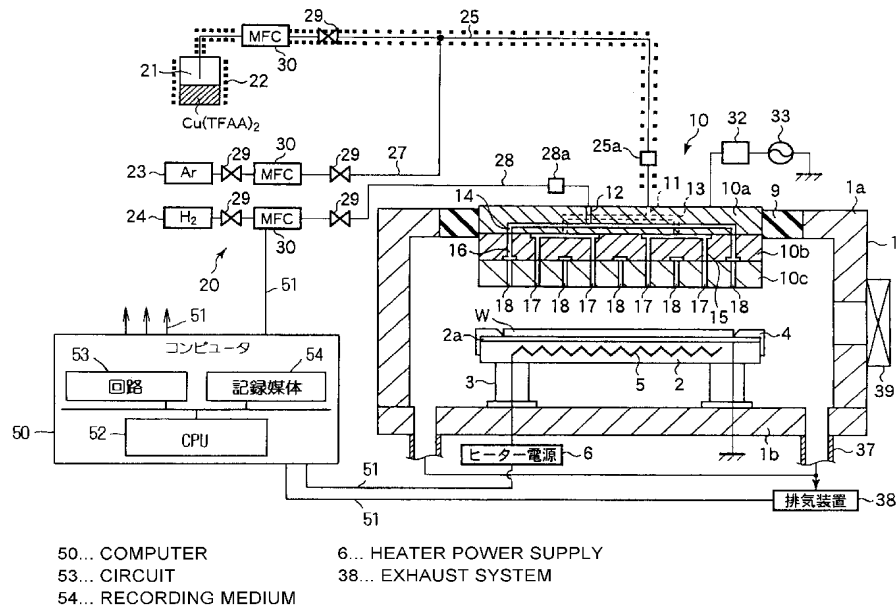 29
25
MFC
30
21
22
Cu(TFAA)2
10
32
33
25a
23
Ar
29
30
MFC
29
27
28
28a
24
H2
29
MFC
29
30
20
14
12
11
13
10a
9
1a
1
16
10b
10c
18 17 18 17 18 17 18 17 18
15
51
51
W
2a
4
3
5
2
39
コンピュータ
53
54
回路
記録媒体
50
52
CPU
ヒーター電源
6
1b
37
51
51
排気装置
38
50... COMPUTER
53... CIRCUIT
54... RECORDING MEDIUM
6... HEATER POWER SUPPLY
38... EXHAUST SYSTEM